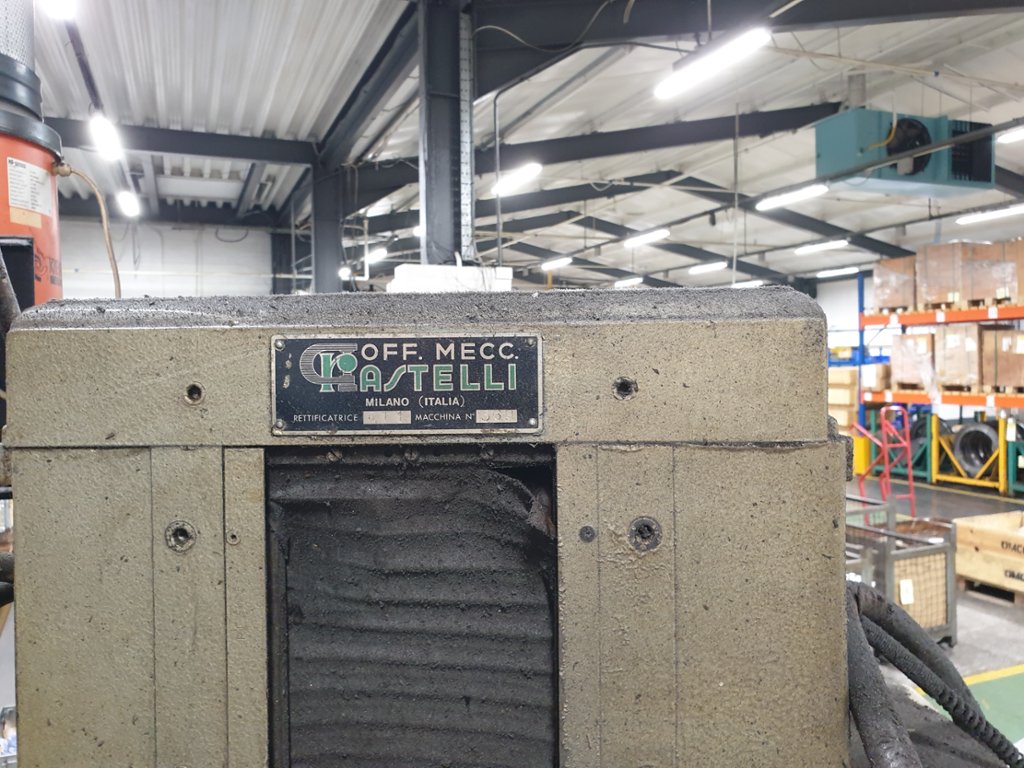 OFF. MECC.
CASTELLI
MILANO (ITALIA)
RETTIFICATRICE MACCHINA N°